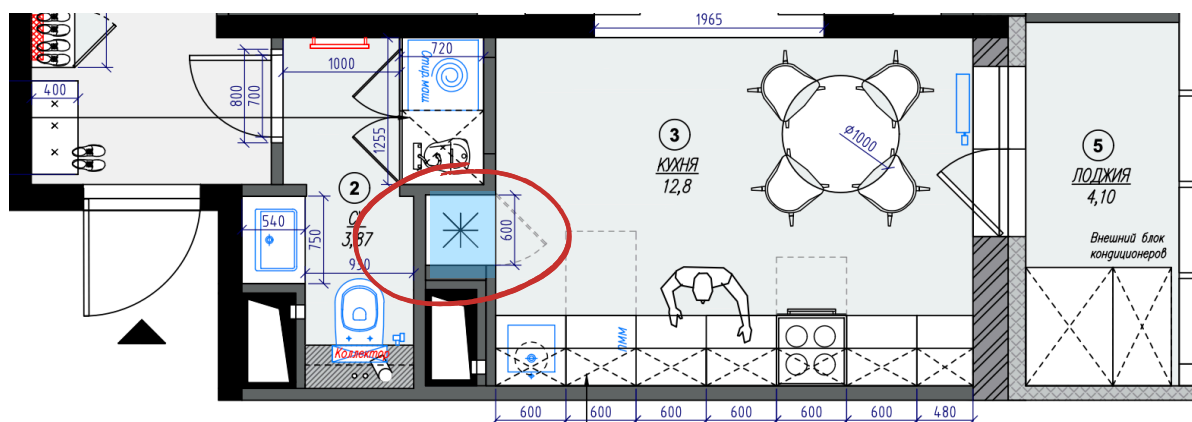 1965
Стир.маш
720
1000
400
800
700
1255
3
КУХНЯ
12,8
ø1000
5
ЛОДЖИЯ
4,10
2
СУ
3,87
540
750
930
600
Внешний блок
кондиционеров
ПММ
Коллектор
600
600
600
600
600
600
480